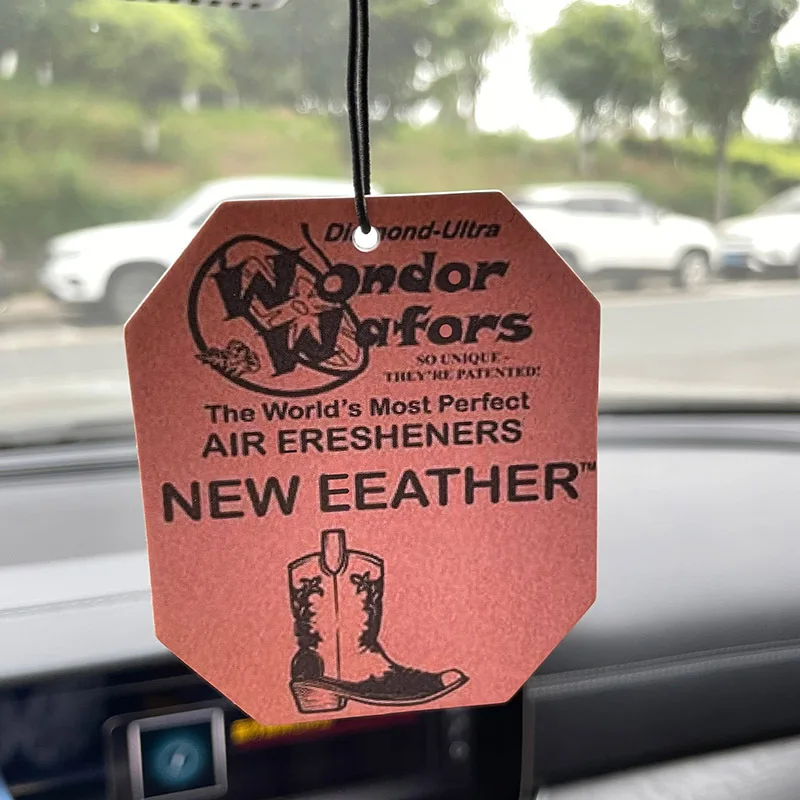 Diamond-Ultra
Wondor
Wafors
SO UNIQUE -
THEY'RE PATENTED!
The World's Most Perfect
AIR ERESHENERS
NEW EEATHER™